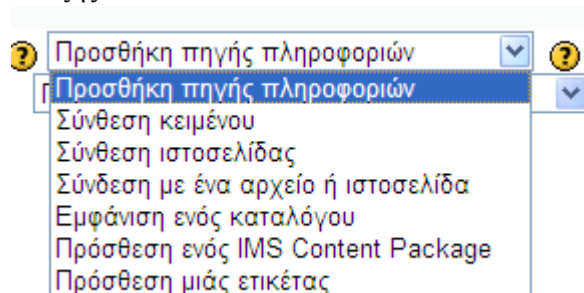 Προσθήκη πηγής πληροφοριών
Προσθήκη πηγής πληροφοριών
Σύνθεση κειμένου
Σύνθεση ιστοσελίδας
Σύνδεση με ένα αρχείο ή ιστοσελίδα
Εμφάνιση ενός καταλόγου
Πρόσθεση ενός IMS Content Package
Πρόσθεση μιάς ετικέτας